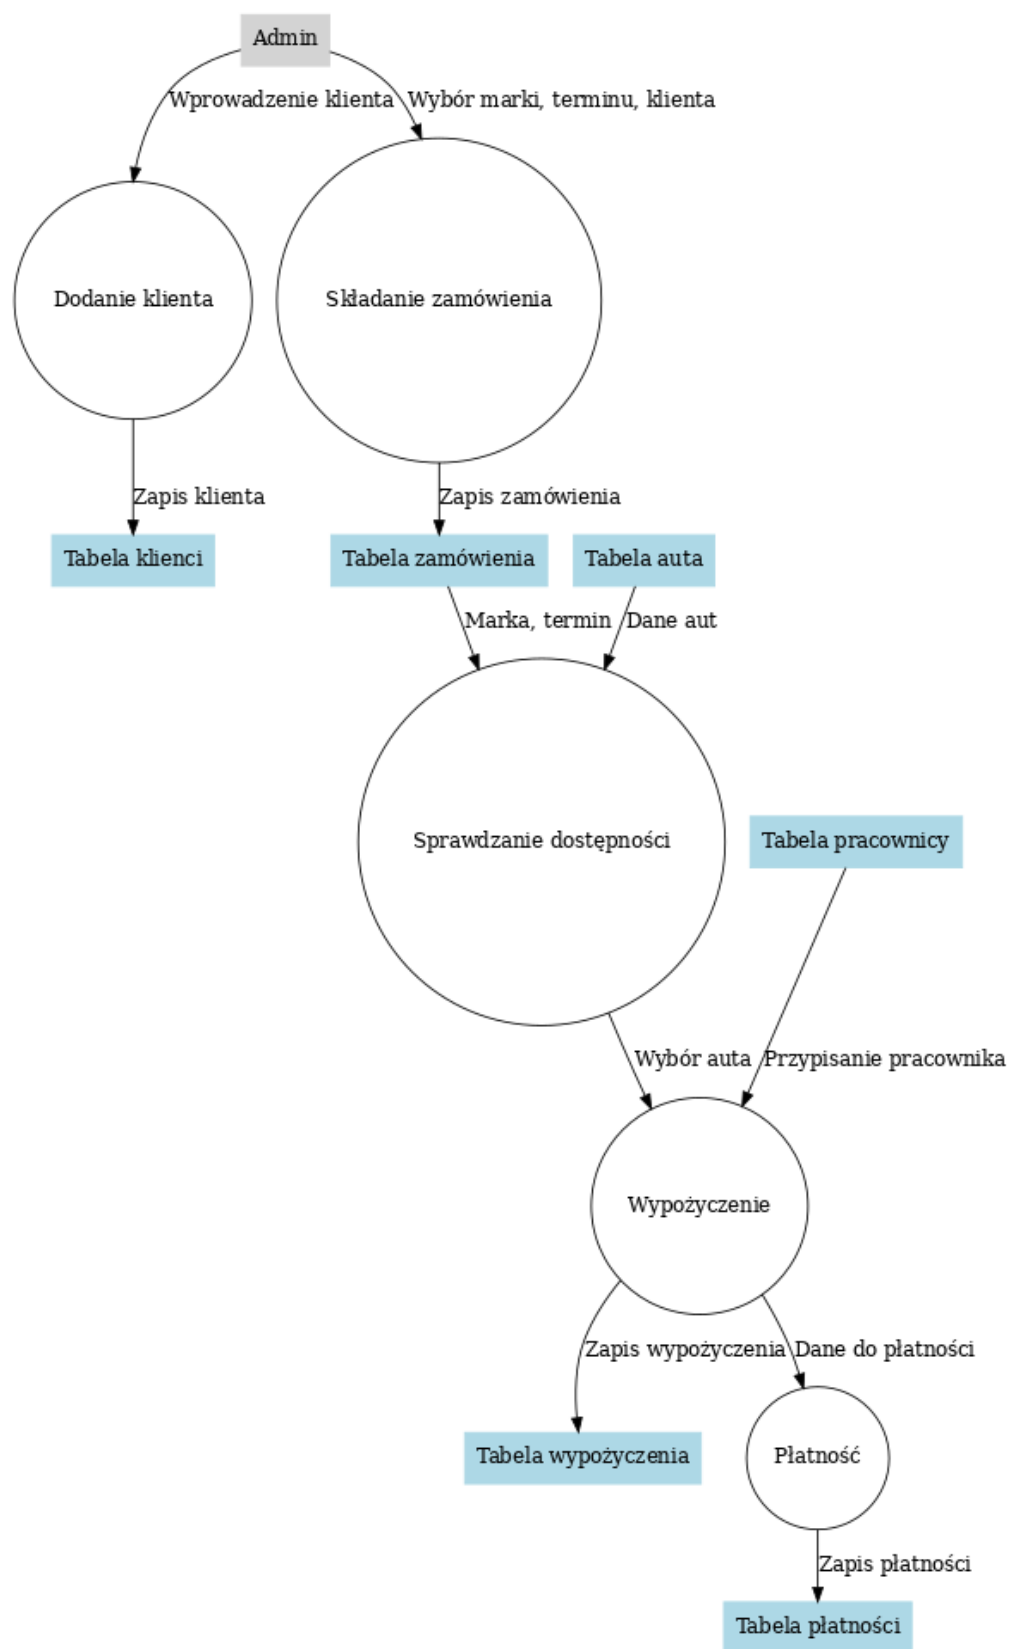 Admin
Wprowadzenie klienta
Wybór marki, terminu, klienta
Dodanie klienta
Składanie zamówienia
Zapis klienta
Zapis zamówienia
Tabela klienci
Tabela zamówienia
Tabela auta
Marka, termin
Dane aut
Sprawdzanie dostępności
Tabela pracownicy
Wybór auta
Przypisanie pracownika
Wypożyczenie
Zapis wypożyczenia
Dane do płatności
Tabela wypożyczenia
Płatność
Zapis płatności
Tabela płatności